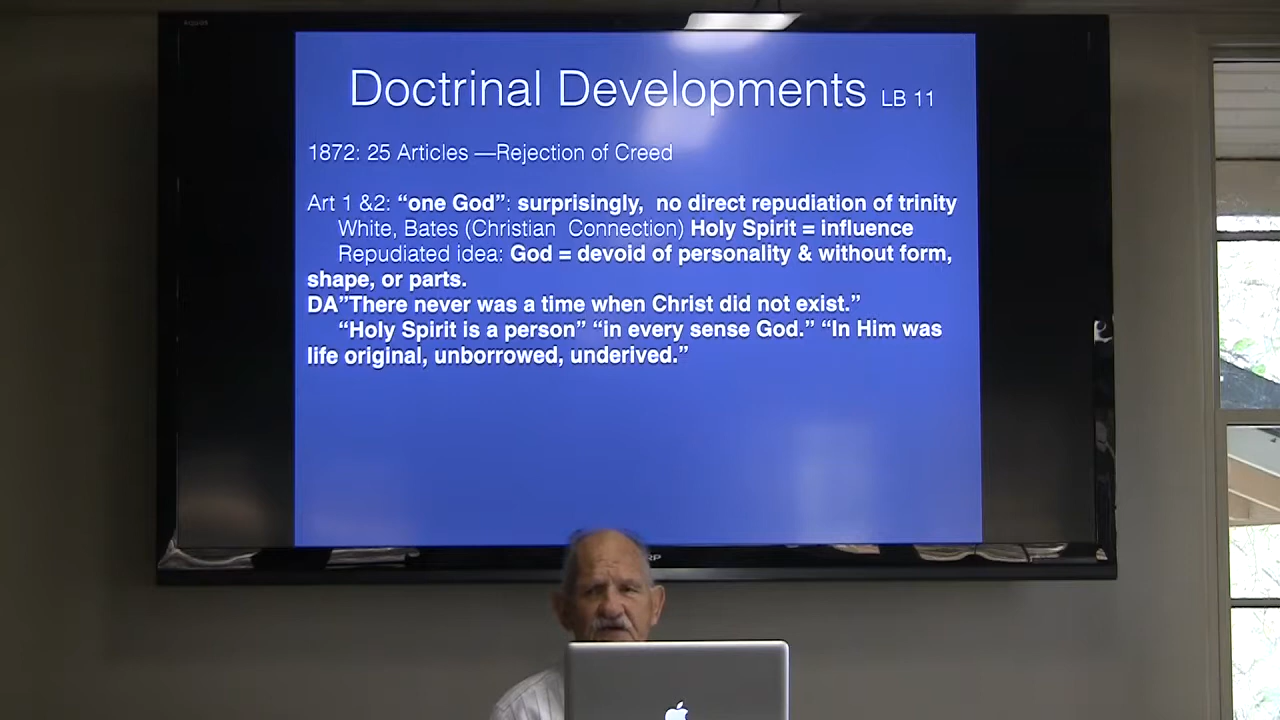 Doctrinal Developments LB 11
1872: 25 Articles —Rejection of Creed
Art 1 &2: “one God”: surprisingly,  no direct repudiation of trinity
White, Bates (Christian  Connection) Holy Spirit = influence
Repudiated idea: God = devoid of personality & without form,
shape, or parts.
DA”There never was a time when Christ did not exist.”
“Holy Spirit is a person” “in every sense God.” “In Him was
life original, unborrowed, underived.”